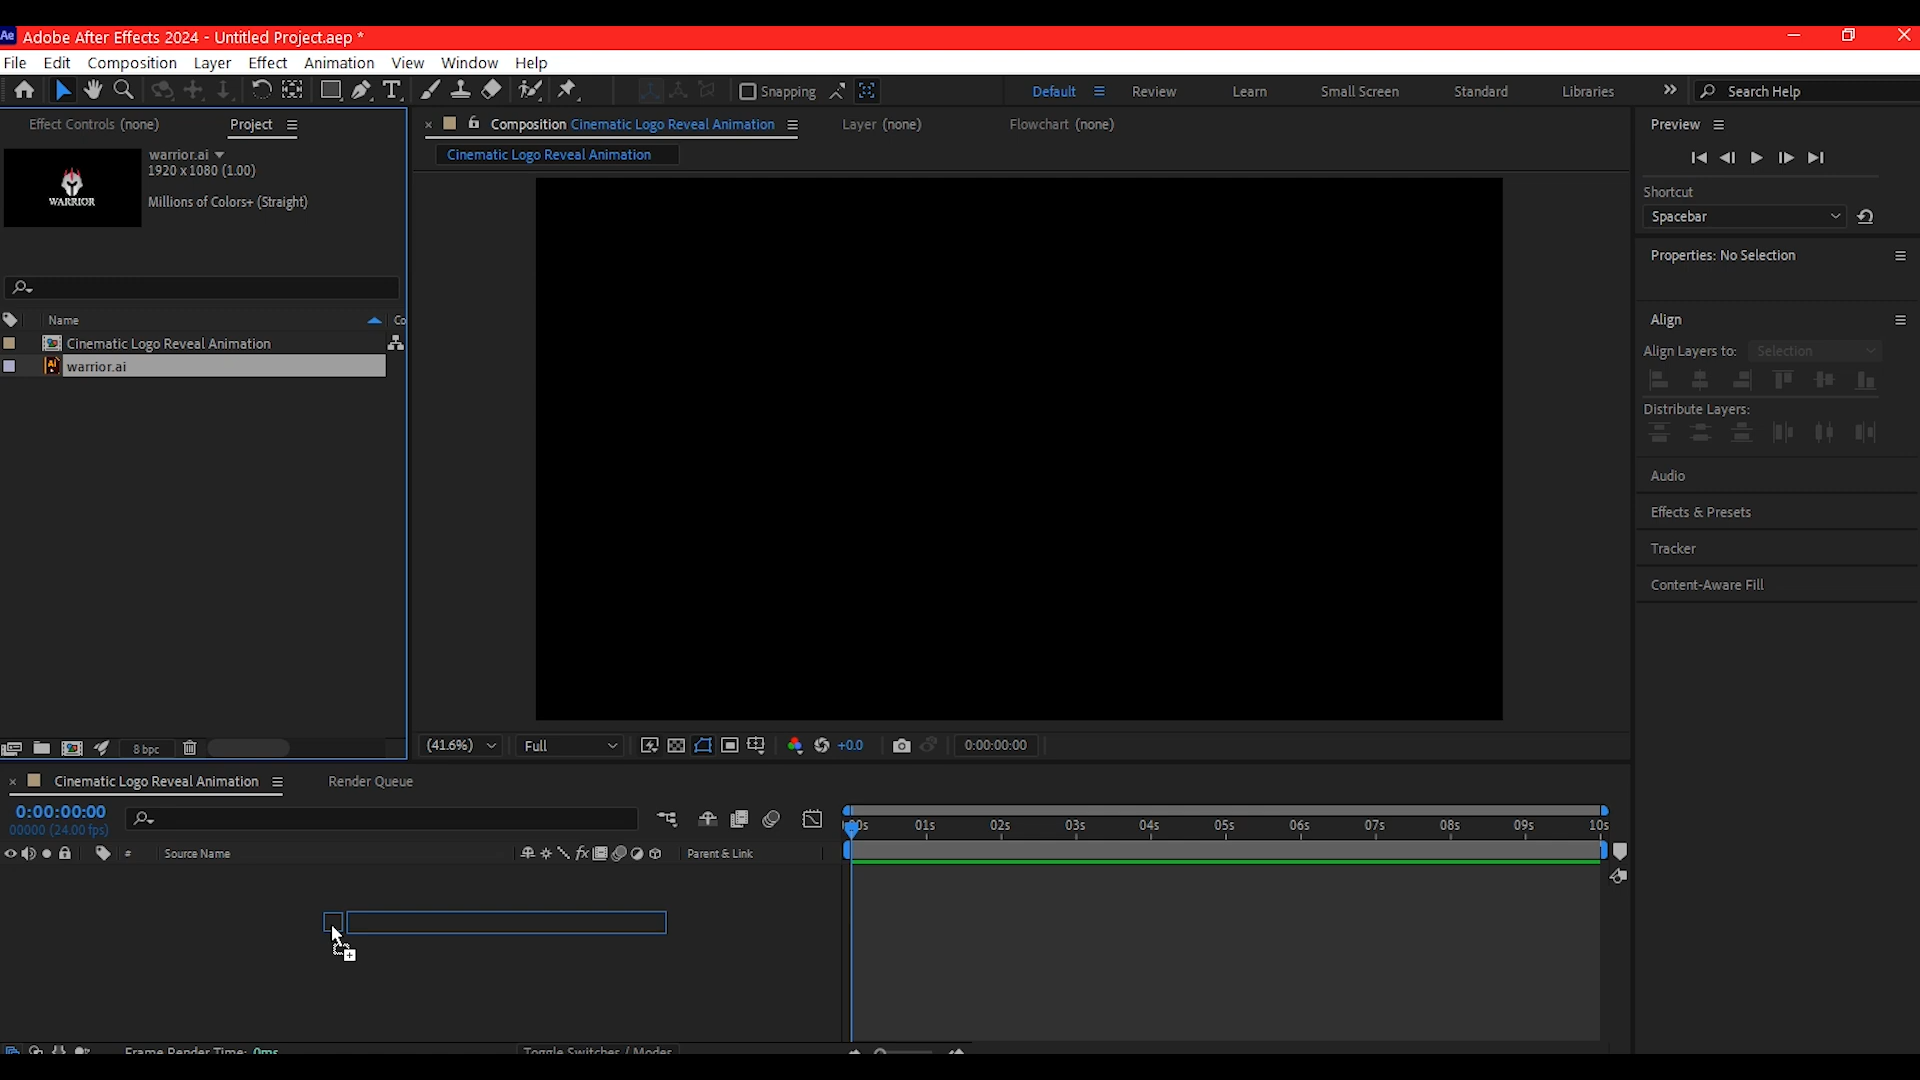 Ae Adobe After Effects 2024 - Untitled Project.aep *
File Edit Composition Layer Effect Animation View Window Help
Snapping Default Review Learn Small Screen Standard Libraries Search Help
Effect Controls (none) Project
warrior.ai
1920 x 1080 (1.00)
Millions of Colors+ (Straight)
WARRIOR
Name Co
Cinematic Logo Reveal Animation
Ai warrior.ai
8 bpc
Composition Cinematic Logo Reveal Animation Layer (none) Flowchart (none)
Cinematic Logo Reveal Animation
(41.6%) Full +0.0 0:00:00:00
Preview
Shortcut
Spacebar
Properties: No Selection
Align
Align Layers to: Selection
Distribute Layers:
Audio
Effects & Presets
Tracker
Content-Aware Fill
Cinematic Logo Reveal Animation Render Queue
0:00:00:00
00000 (24.00 fps)
01s 02s 03s 04s 05s 06s 07s 08s 09s 10s
# Source Name fx Parent & Link
Frame Render Time: 0ms Toggle Switches / Modes